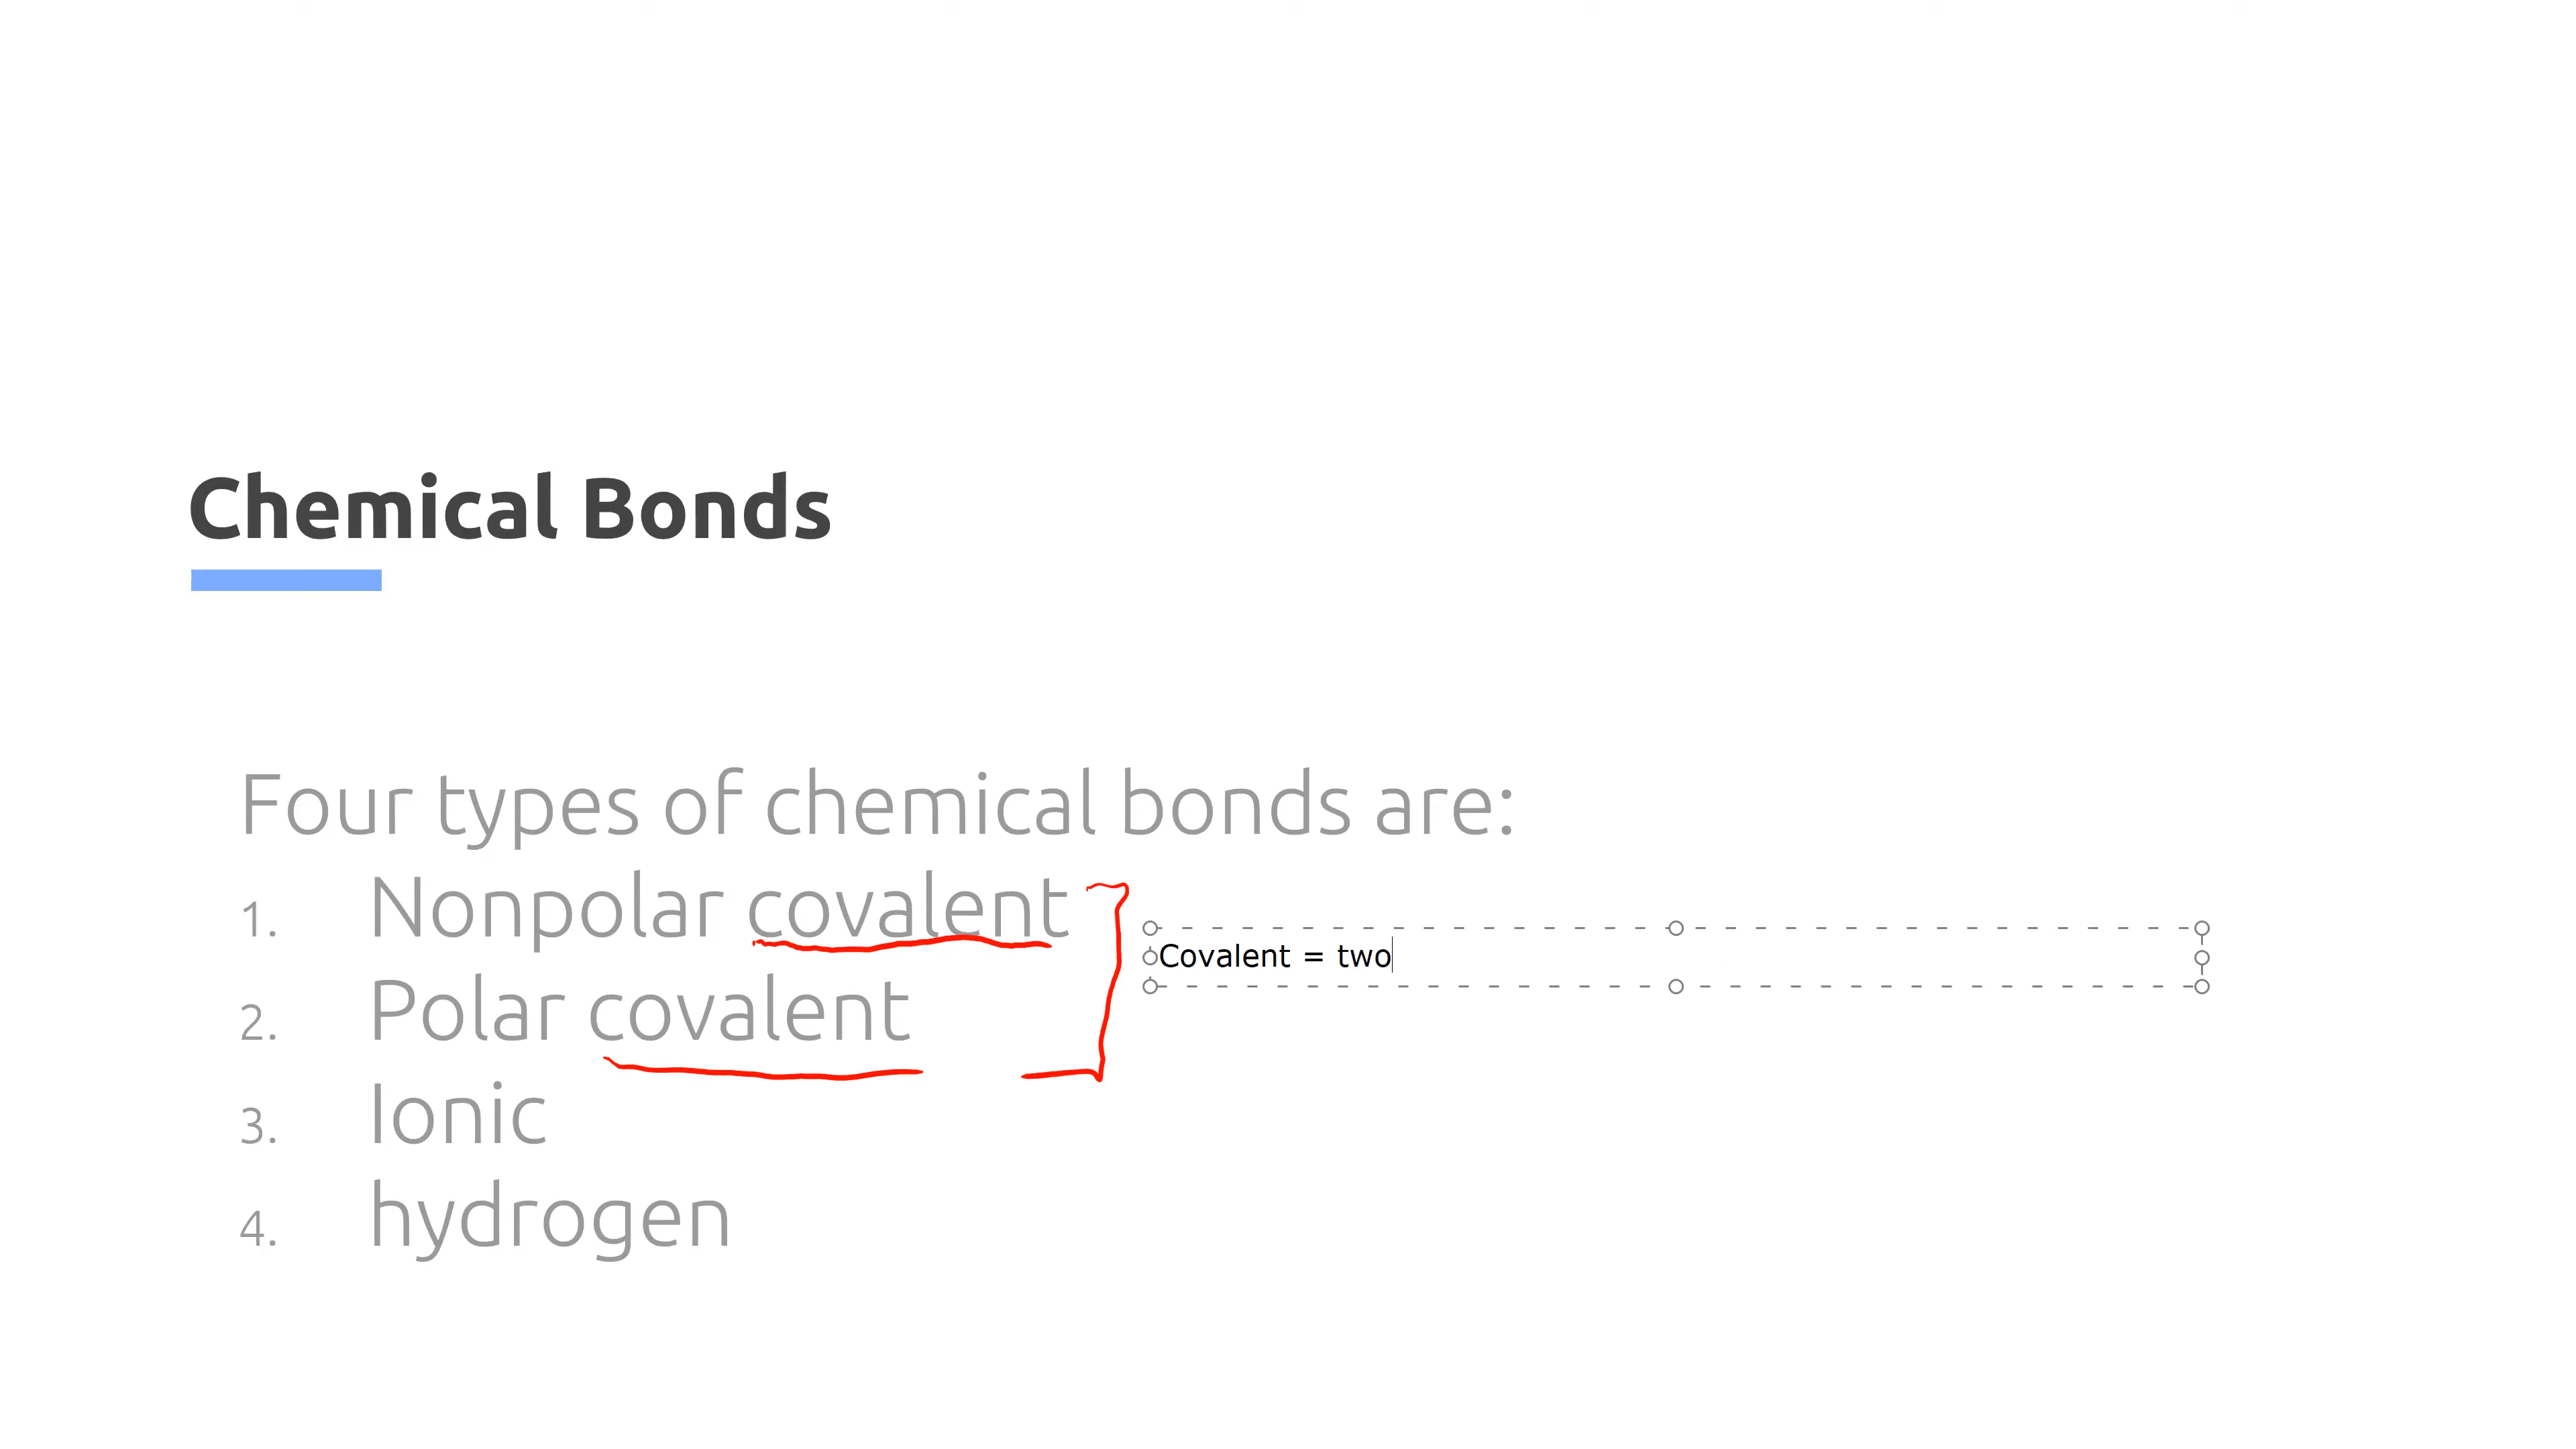 Chemical Bonds
Four types of chemical bonds are:
1. Nonpolar covalent
Covalent = two
2. Polar covalent
3. Ionic
4. hydrogen